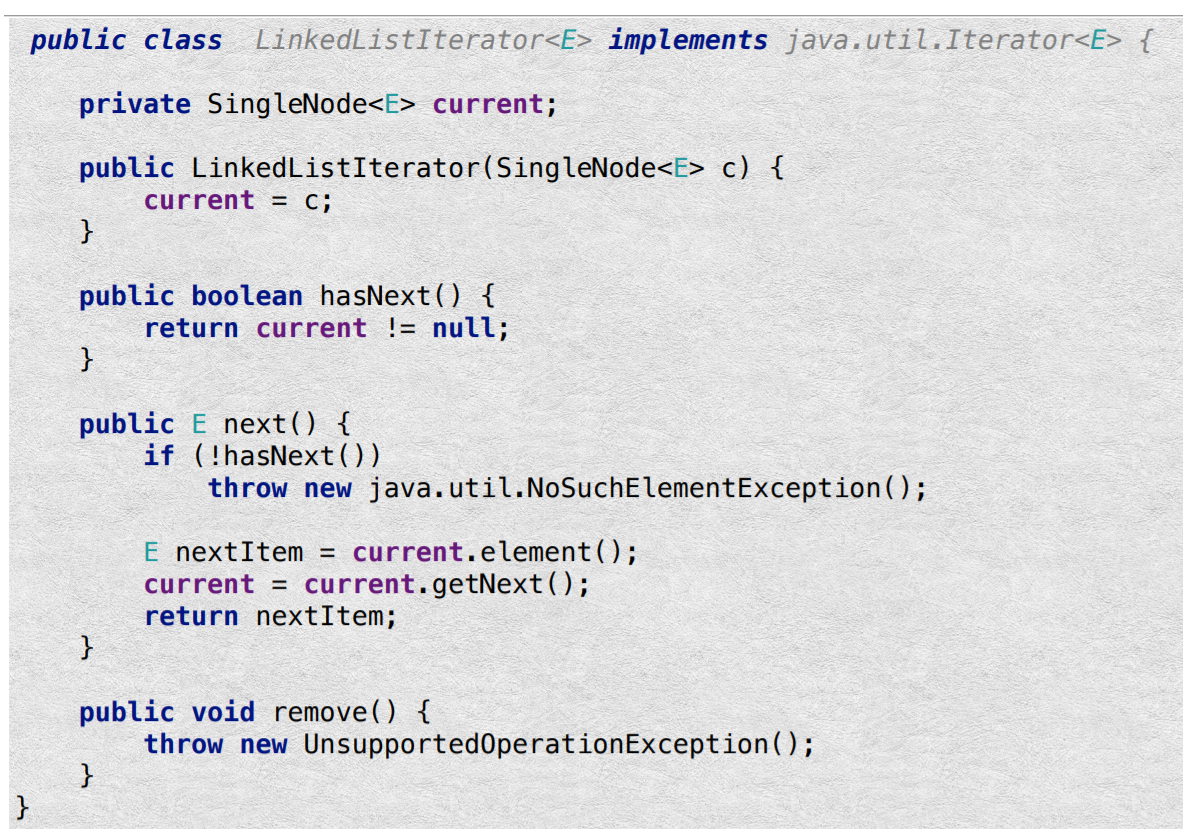 public class  LinkedListIterator<E> implements java.util.Iterator<E> {
private SingleNode<E> current;
public LinkedListIterator(SingleNode<E> c) {
current = c;
}
public boolean hasNext() {
return current != null;
}
public E next() {
if (!hasNext())
throw new java.util.NoSuchElementException();
E nextItem = current.element();
current = current.getNext();
return nextItem;
}
public void remove() {
throw new UnsupportedOperationException();
}
}